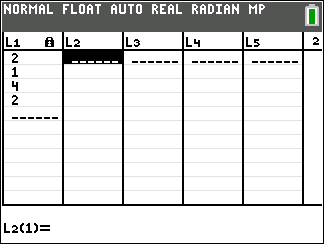 NORMAL FLOAT AUTO REAL RADIAN MP
L1 L2 L3 L4 L5 2
2 ------ ------ ------ ------
1
4
2
------
L2(1)=